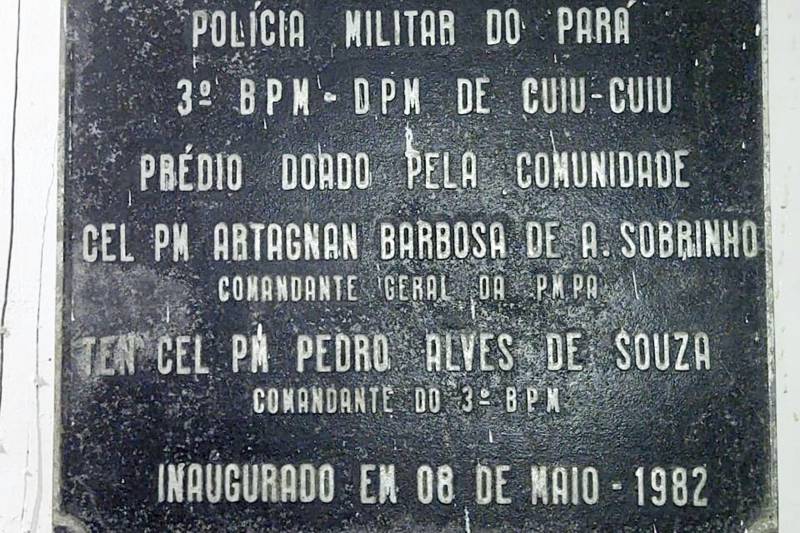 POLÍCIA MILITAR DO PARÁ
3º BPM - DPM DE CUIU-CUIU
PRÉDIO DOADO PELA COMUNIDADE
CEL PM ARTAGNAN BARBOSA DE A. SOBRINHO
COMANDANTE GERAL DA PMPA
TEN CEL PM PEDRO ALVES DE SOUZA
COMANDANTE DO 3º BPM
INAUGURADO EM 08 DE MAIO - 1982